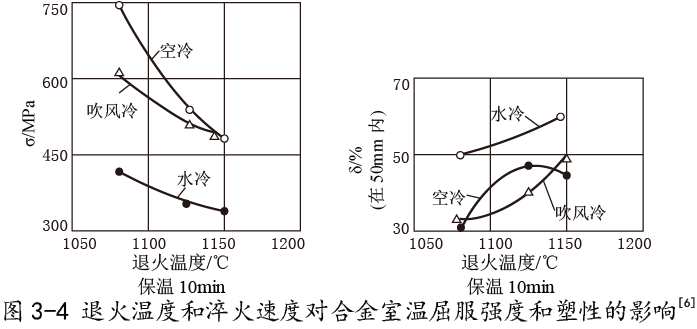 750
600
450
300
σ/MPa
空冷
吹风冷
水冷
1050 1100 1150 1200
退火温度/℃
保温 10min
70
50
30
δ/%
(在 50mm 内)
水冷
空冷
吹风冷
1050 1100 1150 1200
退火温度/℃
保温 10min
图 3-4 退火温度和淬火速度对合金室温屈服强度和塑性的影响[6]